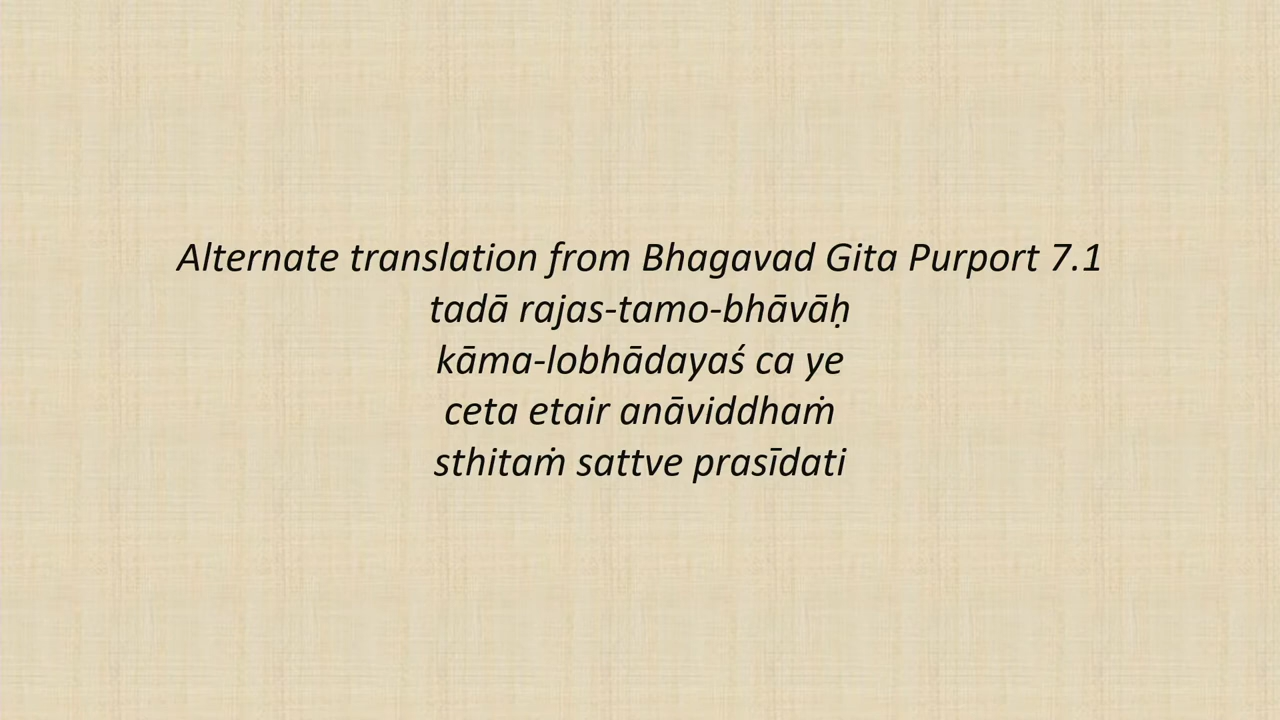 Alternate translation from Bhagavad Gita Purport 7.1
tadā rajas-tamo-bhāvāḥ
kāma-lobhādayaś ca ye
ceta etair anāviddhaṁ
sthitaṁ sattve prasīdati